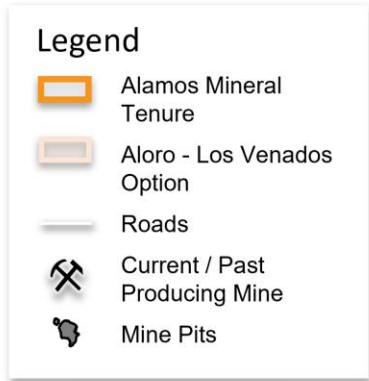 Legend
Alamos Mineral
Tenure
Aloro - Los Venados
Option
Roads
Current / Past
Producing Mine
Mine Pits